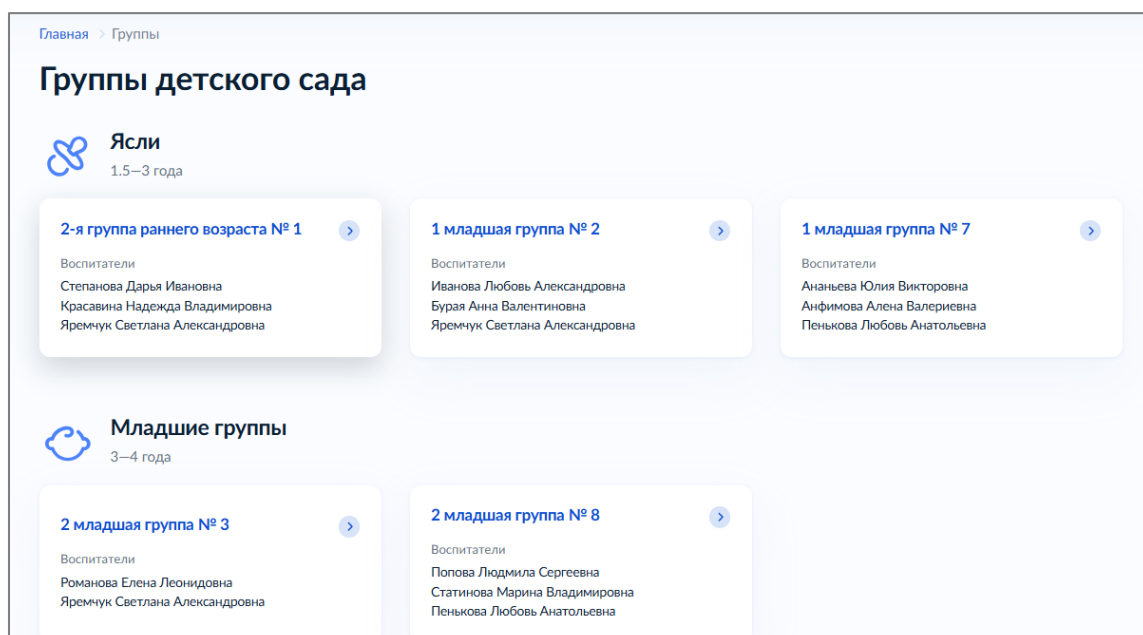 Главная > Группы
Группы детского сада
Ясли
1.5—3 года
2-я группа раннего возраста № 1
Воспитатели
Степанова Дарья Ивановна
Красавина Надежда Владимировна
Яремчук Светлана Александровна
1 младшая группа № 2
Воспитатели
Иванова Любовь Александровна
Бурая Анна Валентиновна
Яремчук Светлана Александровна
1 младшая группа № 7
Воспитатели
Ананьева Юлия Викторовна
Анфимова Алена Валериевна
Пенькова Любовь Анатольевна
Младшие группы
3—4 года
2 младшая группа № 3
Воспитатели
Романова Елена Леонидовна
Яремчук Светлана Александровна
2 младшая группа № 8
Воспитатели
Попова Людмила Сергеевна
Статинова Марина Владимировна
Пенькова Любовь Анатольевна